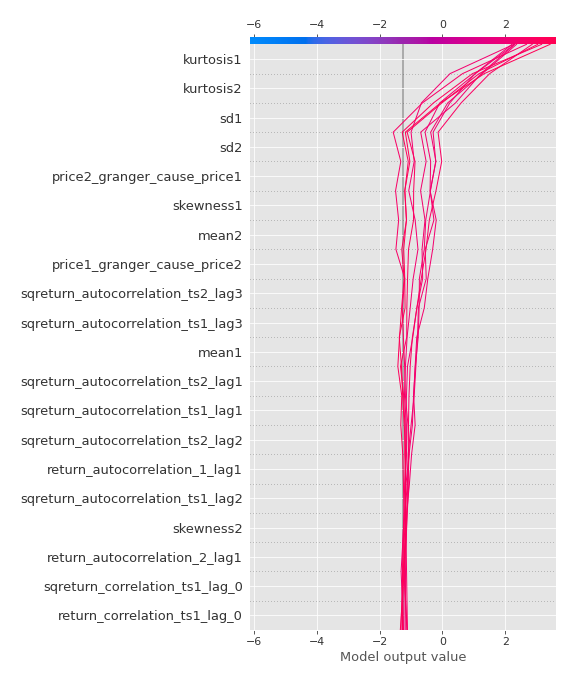 −6 −4 −2 0 2
kurtosis1
kurtosis2
sd1
sd2
price2_granger_cause_price1
skewness1
mean2
price1_granger_cause_price2
sqreturn_autocorrelation_ts2_lag3
sqreturn_autocorrelation_ts1_lag3
mean1
sqreturn_autocorrelation_ts2_lag1
sqreturn_autocorrelation_ts1_lag1
sqreturn_autocorrelation_ts2_lag2
return_autocorrelation_1_lag1
sqreturn_autocorrelation_ts1_lag2
skewness2
return_autocorrelation_2_lag1
sqreturn_correlation_ts1_lag_0
return_correlation_ts1_lag_0
−6 −4 −2 0 2
Model output value